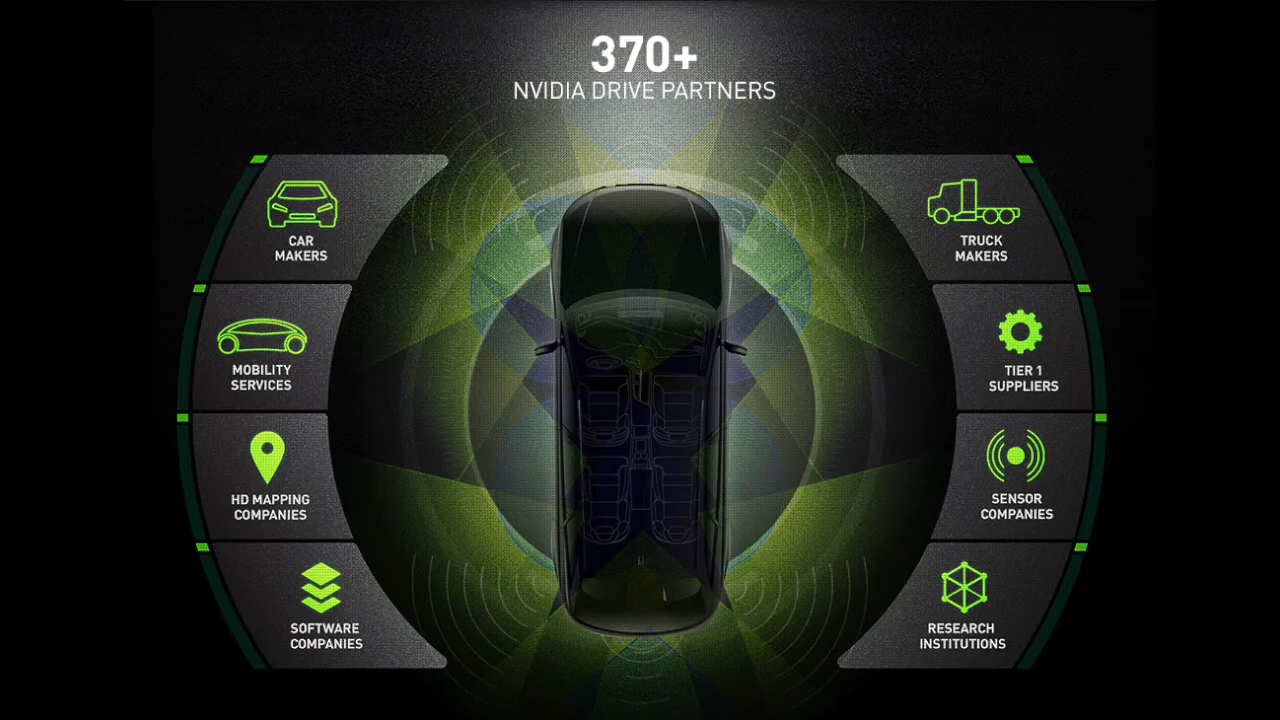 370+
NVIDIA DRIVE PARTNERS
CAR
MAKERS
MOBILITY
SERVICES
HD MAPPING
COMPANIES
SOFTWARE
COMPANIES
TRUCK
MAKERS
TIER 1
SUPPLIERS
SENSOR
COMPANIES
RESEARCH
INSTITUTIONS